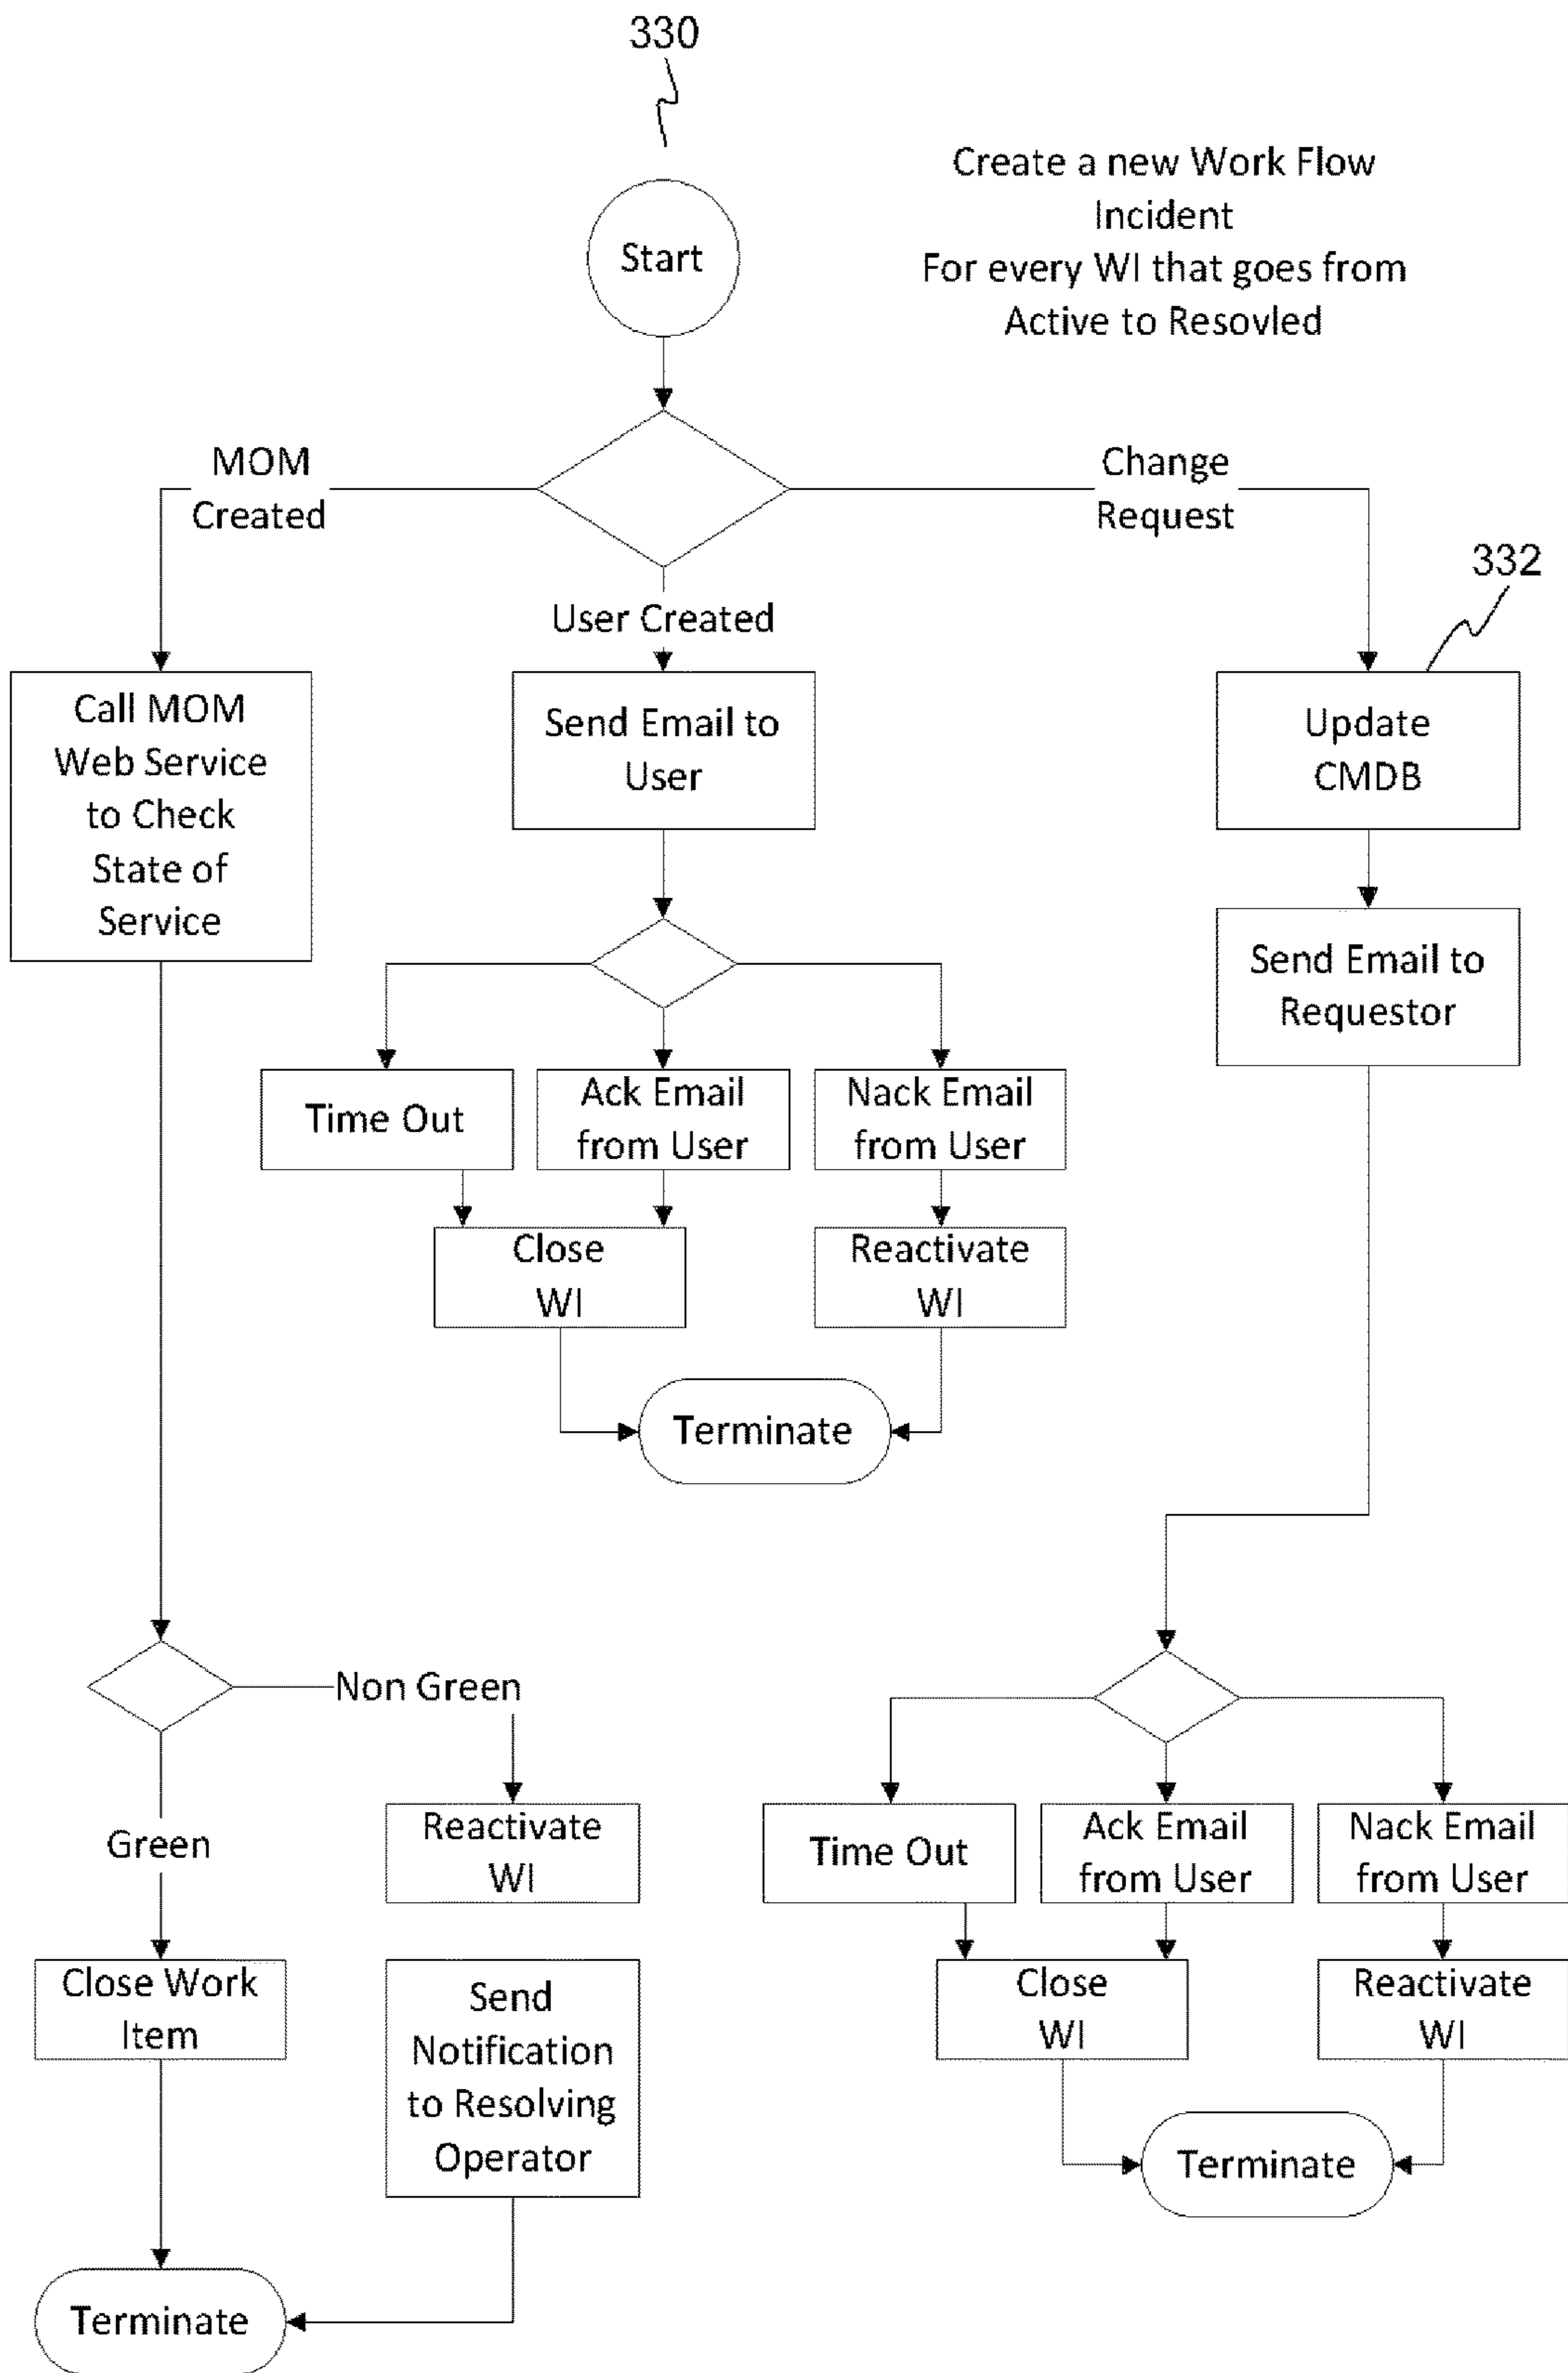 330
Create a new Work Flow
Incident
For every WI that goes from
Active to Resovled
Start
MOM
Created
Change
Request
User Created
332
Call MOM
Web Service
to Check
State of
Service
Send Email to
User
Update
CMDB
Send Email to
Requestor
Time Out
Ack Email
from User
Nack Email
from User
Close
WI
Reactivate
WI
Terminate
Non Green
Green
Reactivate
WI
Close Work
Item
Send
Notification
to Resolving
Operator
Terminate
Time Out
Ack Email
from User
Nack Email
from User
Close
WI
Reactivate
WI
Terminate